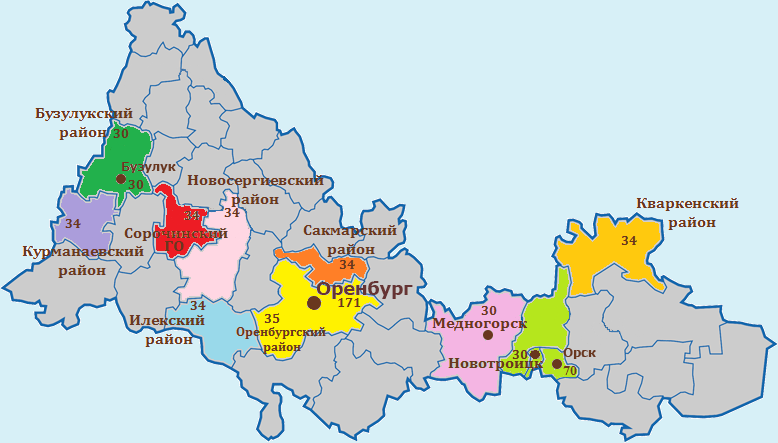 Бузулукский
район
30
Бузулук
30
34
Курманаевский
район
34
Сорочинский
ГО
Новосергиевский
район
34
Сакмарский
район
34
Оренбург
171
35
Оренбургский
район
34
Илекский
район
30
Медногорск
30
Новотроицк
Орск
70
Кваркенский
район
34